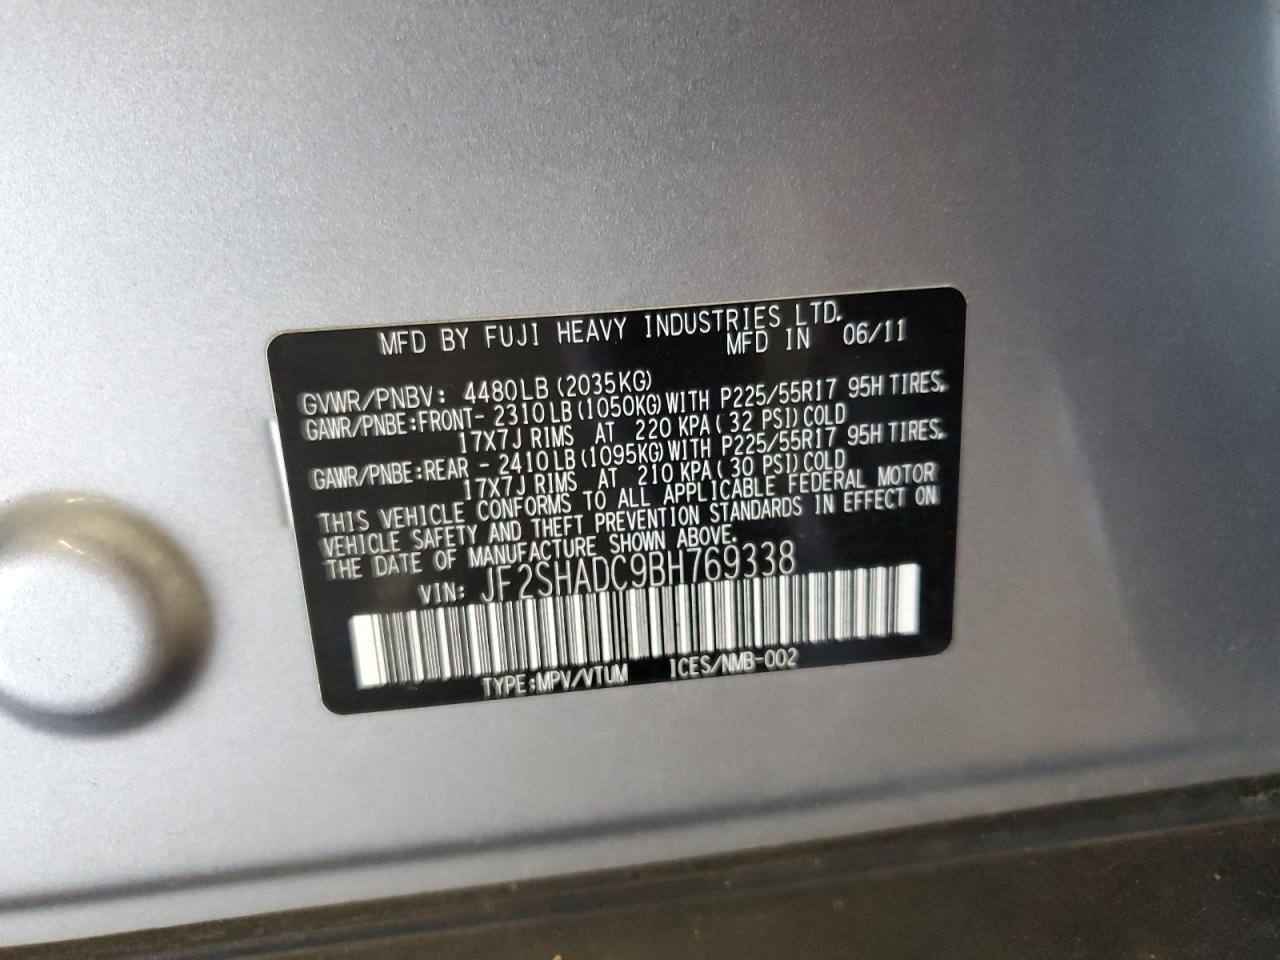 MFD BY FUJI HEAVY INDUSTRIES LTD.
MFD IN 06/11
GVWR/PNBV: 4480LB (2035KG)
GAWR/PNBE:FRONT- 2310LB (1050KG) WITH P225/55R17 95H TIRES,
17X7J RIMS AT 220 KPA ( 32 PSI) COLD
GAWR/PNBE:REAR - 2410LB (1095KG) WITH P225/55R17 95H TIRES,
17X7J RIMS AT 210 KPA ( 30 PSI) COLD
THIS VEHICLE CONFORMS TO ALL APPLICABLE FEDERAL MOTOR
VEHICLE SAFETY AND THEFT PREVENTION STANDARDS IN EFFECT ON
THE DATE OF MANUFACTURE SHOWN ABOVE.
VIN: JF2SHADC9BH769338
TYPE:MPV/VTUM ICES/NMB-002